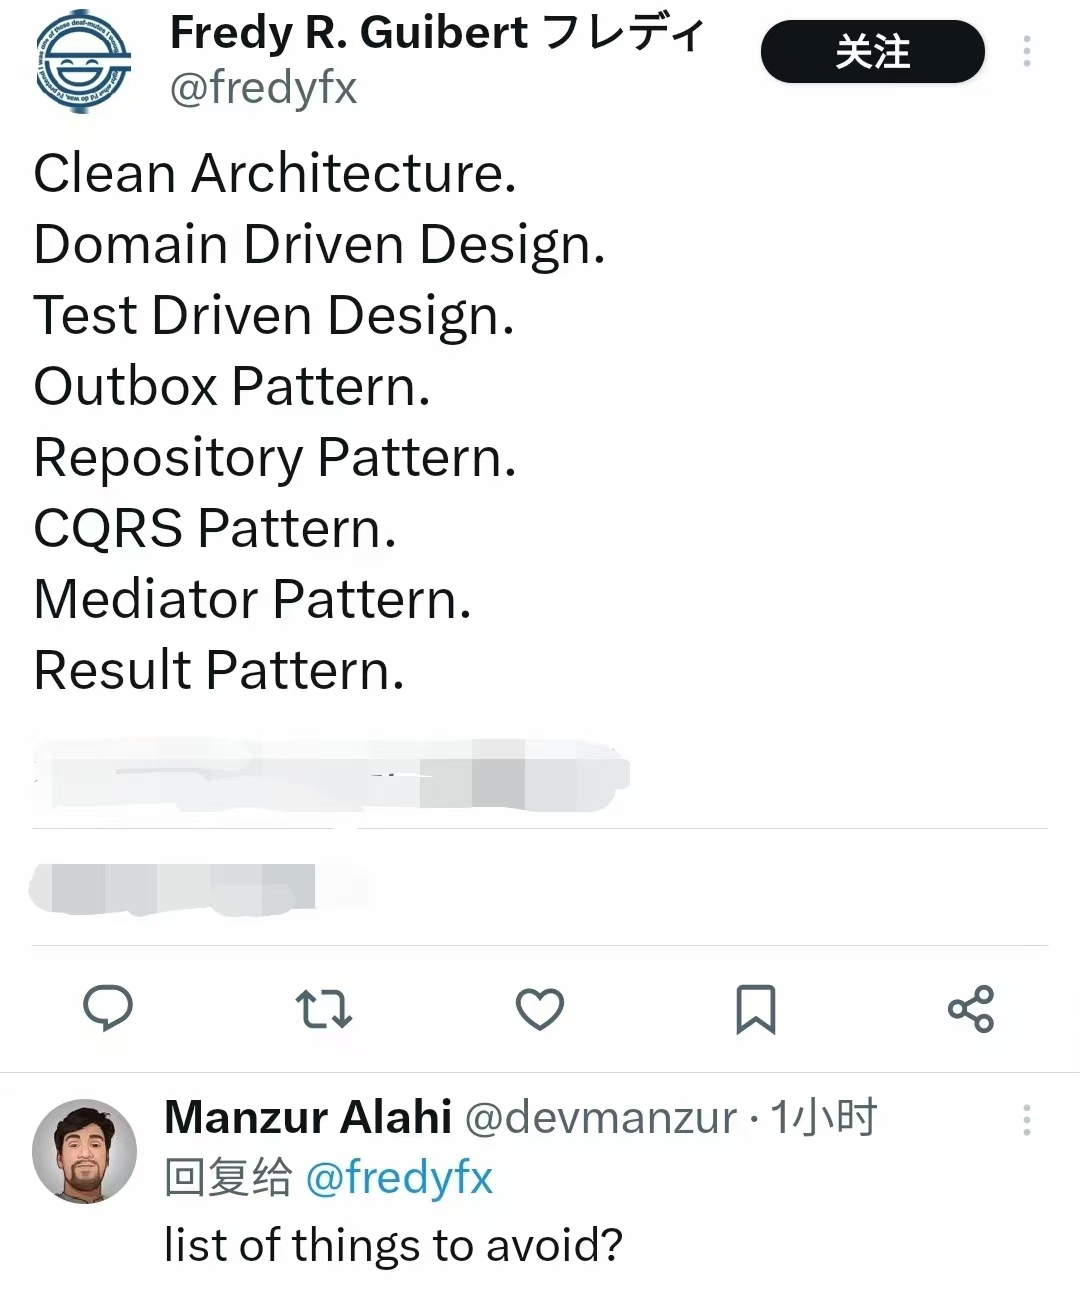 Fredy R. Guibert フレディ
@fredyfx
关注
Clean Architecture.
Domain Driven Design.
Test Driven Design.
Outbox Pattern.
Repository Pattern.
CQRS Pattern.
Mediator Pattern.
Result Pattern.
Manzur Alahi @devmanzur · 1小时
回复给 @fredyfx
list of things to avoid?